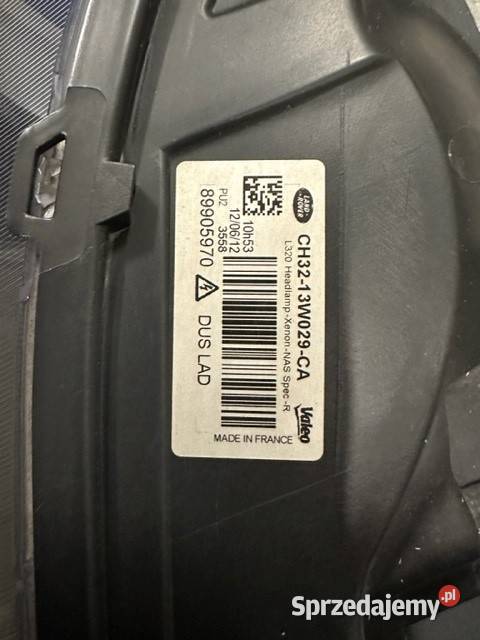 LAND
ROVER
CH32-13W029-CA
L320 Headlamp-Xenon-NAS Spec-R
Valeo
10h53
PU2
12/06/12
3558
89905970
DUS LAD
MADE IN FRANCE
Sprzedajemy.pl